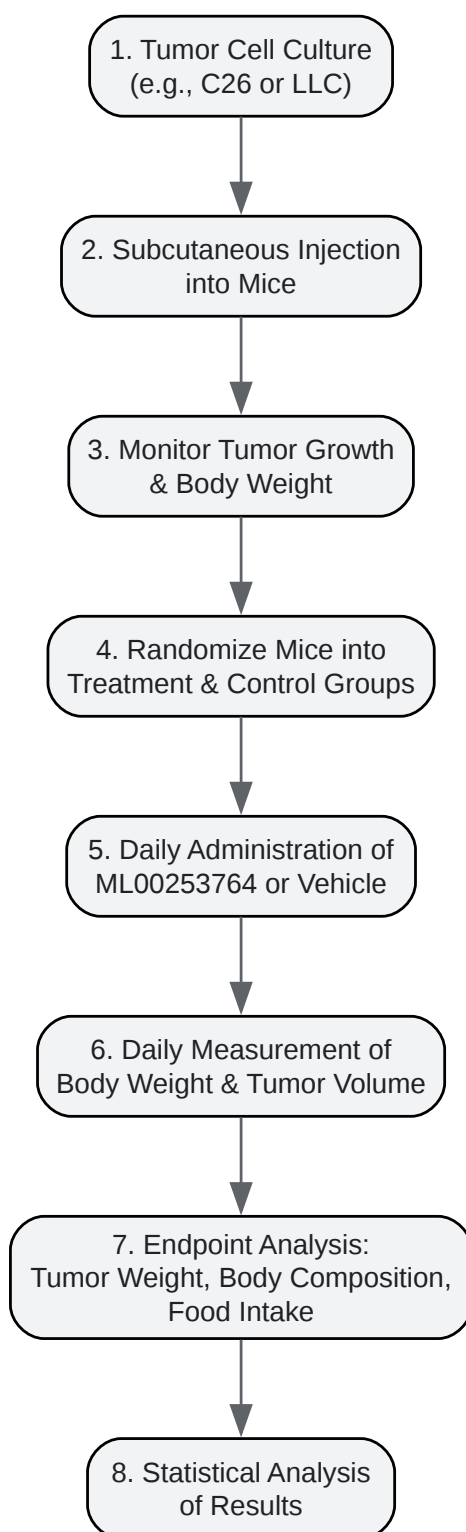 1. Tumor Cell Culture
(e.g., C26 or LLC)
2. Subcutaneous Injection
into Mice
3. Monitor Tumor Growth
& Body Weight
4. Randomize Mice into
Treatment & Control Groups
5. Daily Administration of
ML00253764 or Vehicle
6. Daily Measurement of
Body Weight & Tumor Volume
7. Endpoint Analysis:
Tumor Weight, Body Composition,
Food Intake
8. Statistical Analysis
of Results